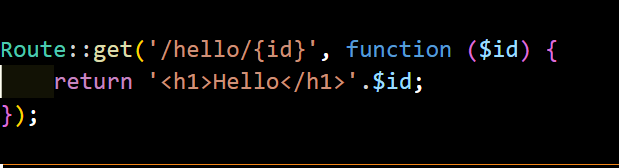 Route::get('/hello/{id}', function ($id) {
    return '<h1>Hello</h1>'.$id;
});